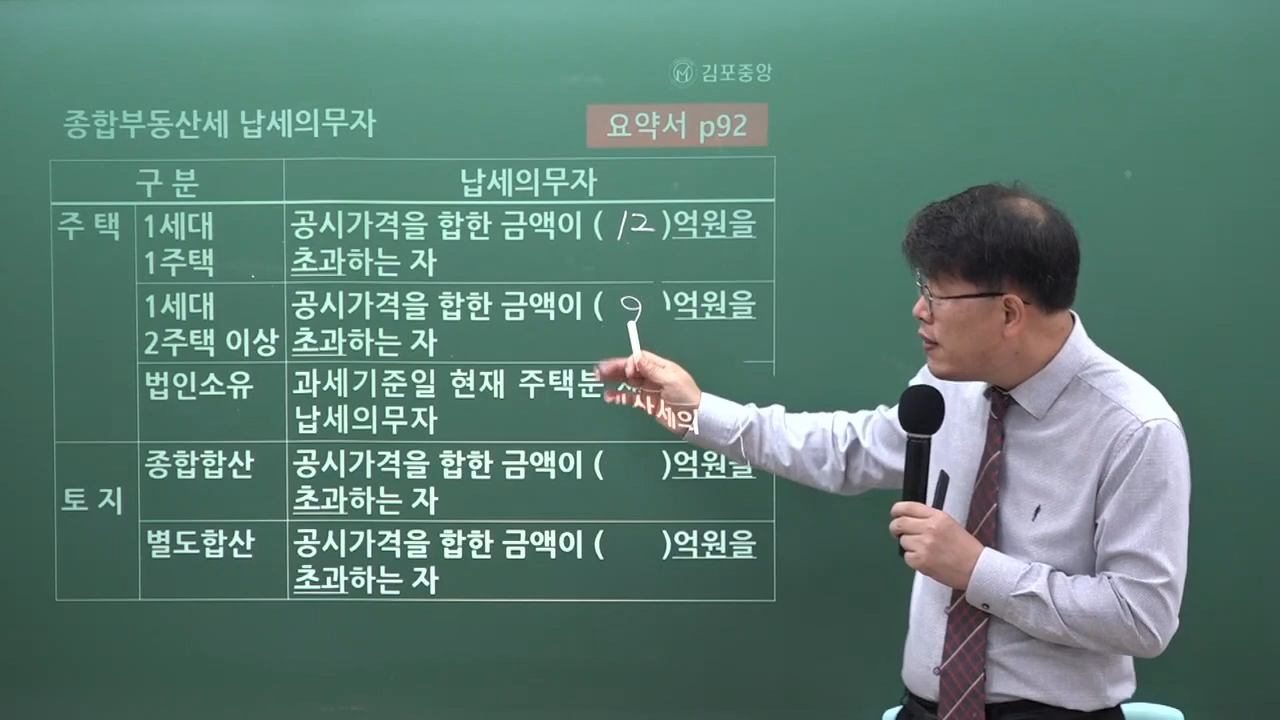 김포중앙
종합부동산세 납세의무자
요약서 p92
구 분 납세의무자
주 택 1세대 1주택 공시가격을 합한 금액이 ( 12 )억원을
초과하는 자
1세대 2주택 이상 공시가격을 합한 금액이 ( 9 )억원을
초과하는 자
법인소유 과세기준일 현재 주택분
납세의무자
토 지 종합합산 공시가격을 합한 금액이 ( )억원을
초과하는 자
별도합산 공시가격을 합한 금액이 ( )억원을
초과하는 자